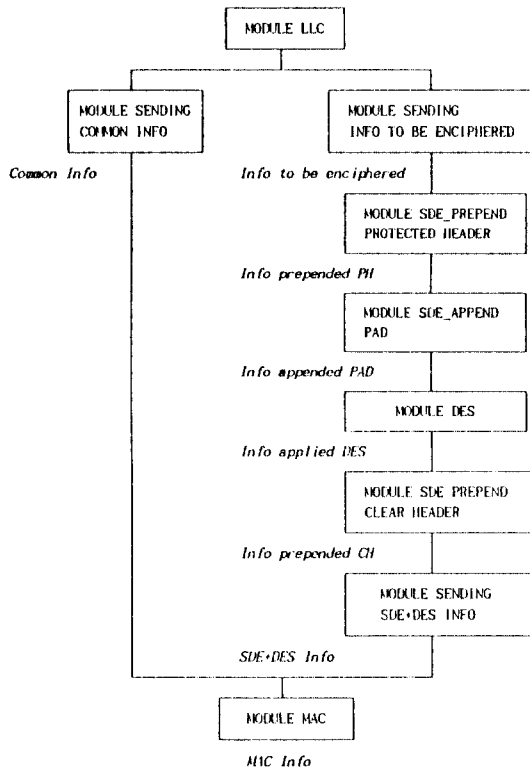 MODULE LLC
MODULE SENDING
COMMON INFO
MODULE SENDING
INFO TO BE ENCIPHERED
Common Info
Info to be enciphered
MODULE SDE_PREPEND
PROTECTED HEADER
Info prepended PH
MODULE SDE_APPEND
PAD
Info appended PAD
MODULE DES
Info applied DES
MODULE SDE PREPEND
CLEAR HEADER
Info prepended CH
MODULE SENDING
SDE+DES INFO
SDE+DES Info
MODULE MAC
MAC Info